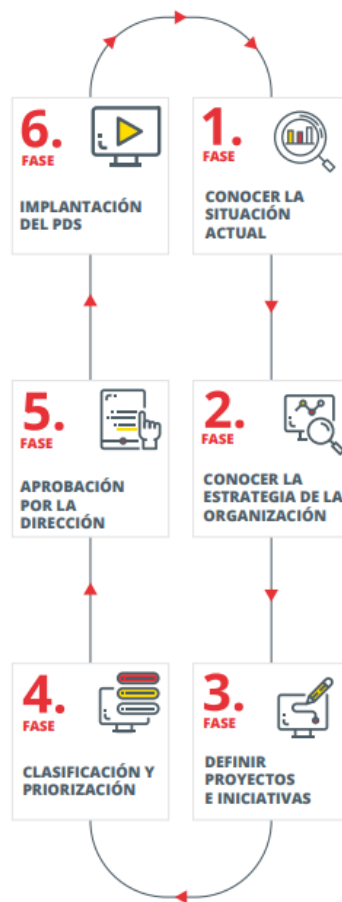 1.
FASE
CONOCER LA
SITUACIÓN
ACTUAL
2.
FASE
CONOCER LA
ESTRATEGIA DE LA
ORGANIZACIÓN
3.
FASE
DEFINIR
PROYECTOS
E INICIATIVAS
4.
FASE
CLASIFICACIÓN Y
PRIORIZACIÓN
5.
FASE
APROBACIÓN
POR LA
DIRECCIÓN
6.
FASE
IMPLANTACIÓN
DEL PDS